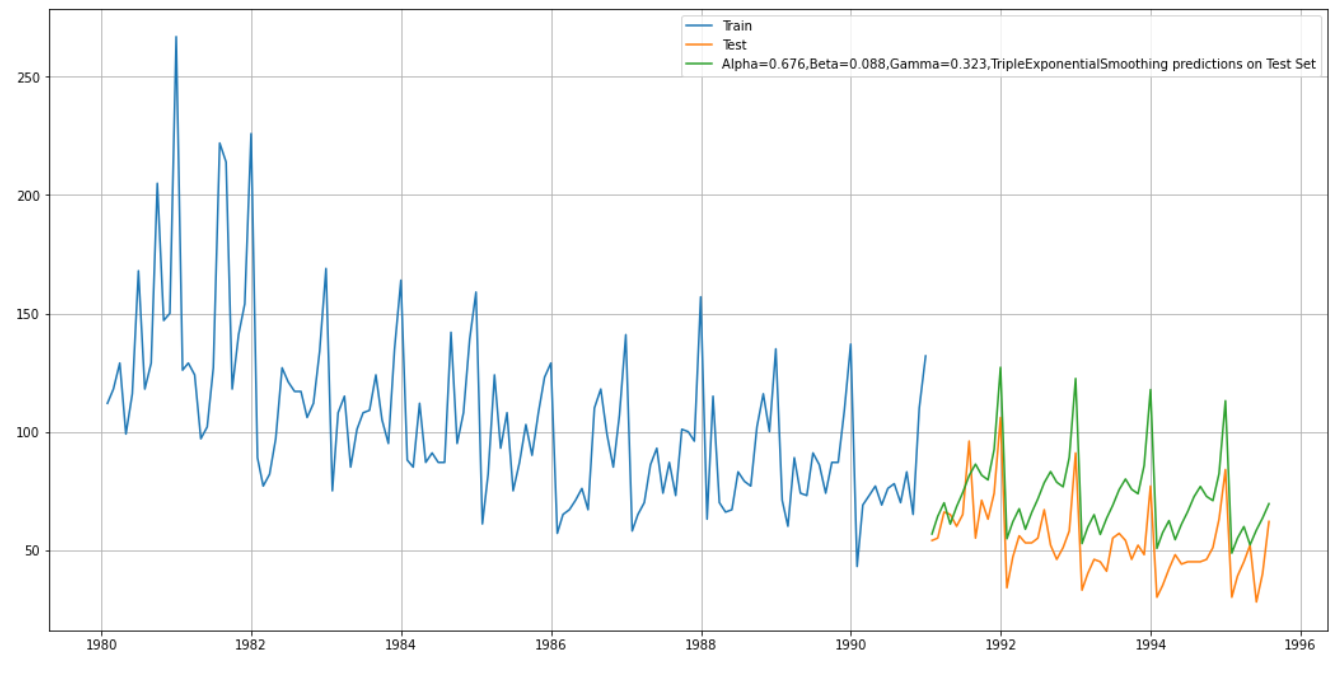 Train
Test
Alpha=0.676,Beta=0.088,Gamma=0.323,TripleExponentialSmoothing predictions on Test Set
250
200
150
100
50
1980 1982 1984 1986 1988 1990 1992 1994 1996